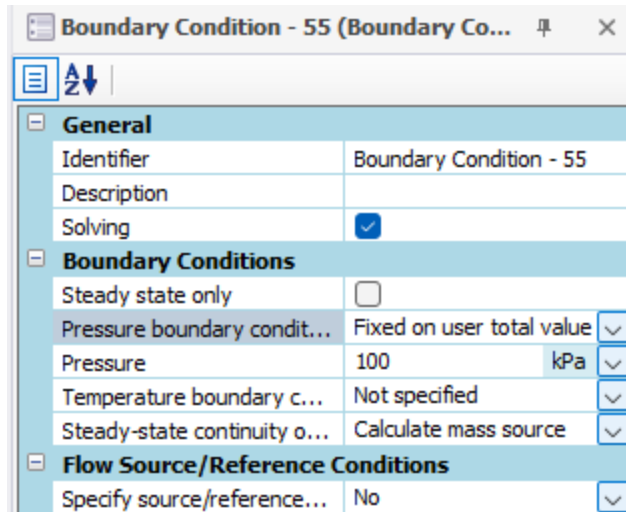 Boundary Condition - 55 (Boundary Co...
General
Identifier Boundary Condition - 55
Description
Solving
Boundary Conditions
Steady state only
Pressure boundary condit... Fixed on user total value
Pressure 100 kPa
Temperature boundary c... Not specified
Steady-state continuity o... Calculate mass source
Flow Source/Reference Conditions
Specify source/reference... No